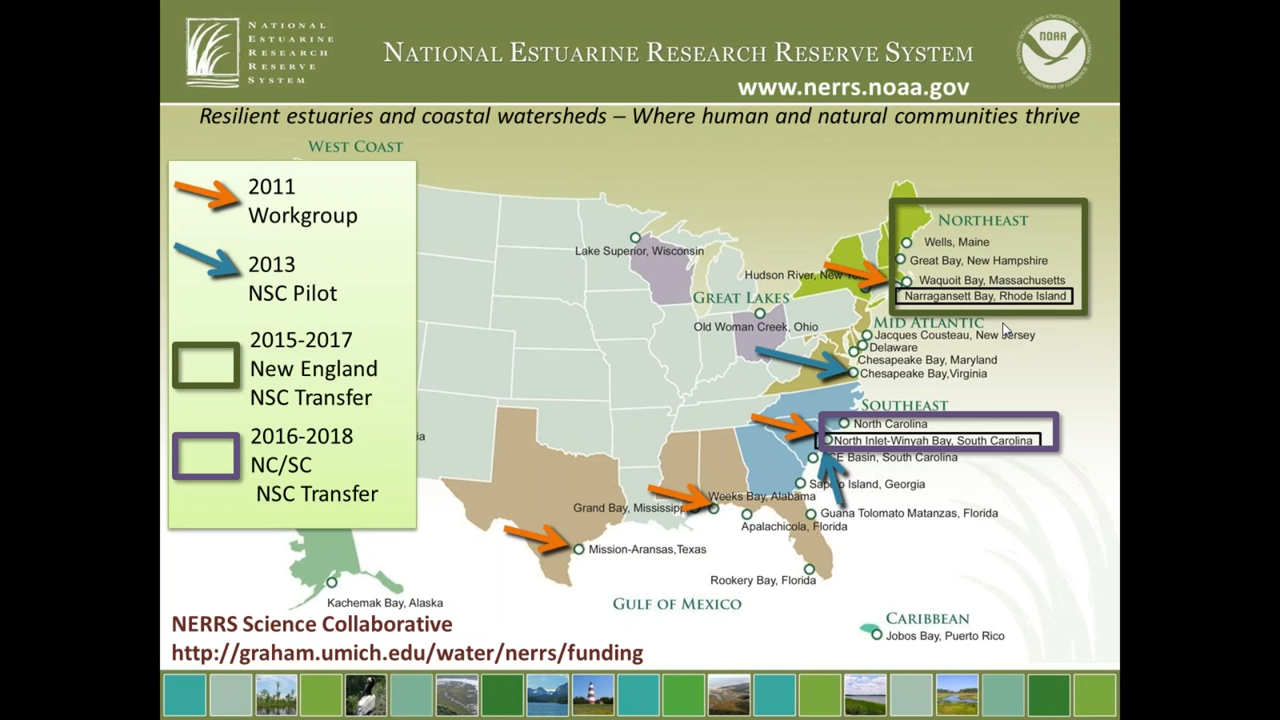 NATIONAL
ESTUARINE
RESEARCH
RESERVE
SYSTEM
NATIONAL ESTUARINE RESEARCH RESERVE SYSTEM
www.nerrs.noaa.gov
NOAA
Resilient estuaries and coastal watersheds – Where human and natural communities thrive
WEST COAST
2011
Workgroup
2013
NSC Pilot
2015-2017
New England
NSC Transfer
2016-2018
NC/SC
NSC Transfer
ia
Lake Superior, Wisconsin
GREAT LAKES
Old Woman Creek, Ohio
Hudson River, New
NORTHEAST
Wells, Maine
Great Bay, New Hampshire
Waquoit Bay, Massachusetts
Narragansett Bay, Rhode Island
MID ATLANTIC
Jacques Cousteau, New Jersey
Delaware
Chesapeake Bay, Maryland
Chesapeake Bay,Virginia
SOUTHEAST
North Carolina
North Inlet-Winyah Bay, South Carolina
CE Basin, South Carolina
Sapelo Island, Georgia
Weeks Bay, Alabama
Grand Bay, Mississipp
Guana Tolomato Matanzas, Florida
Apalachicola, Florida
Mission-Aransas,Texas
Rookery Bay, Florida
GULF OF MEXICO
Kachemak Bay, Alaska
CARIBBEAN
Jobos Bay, Puerto Rico
NERRS Science Collaborative
http://graham.umich.edu/water/nerrs/funding